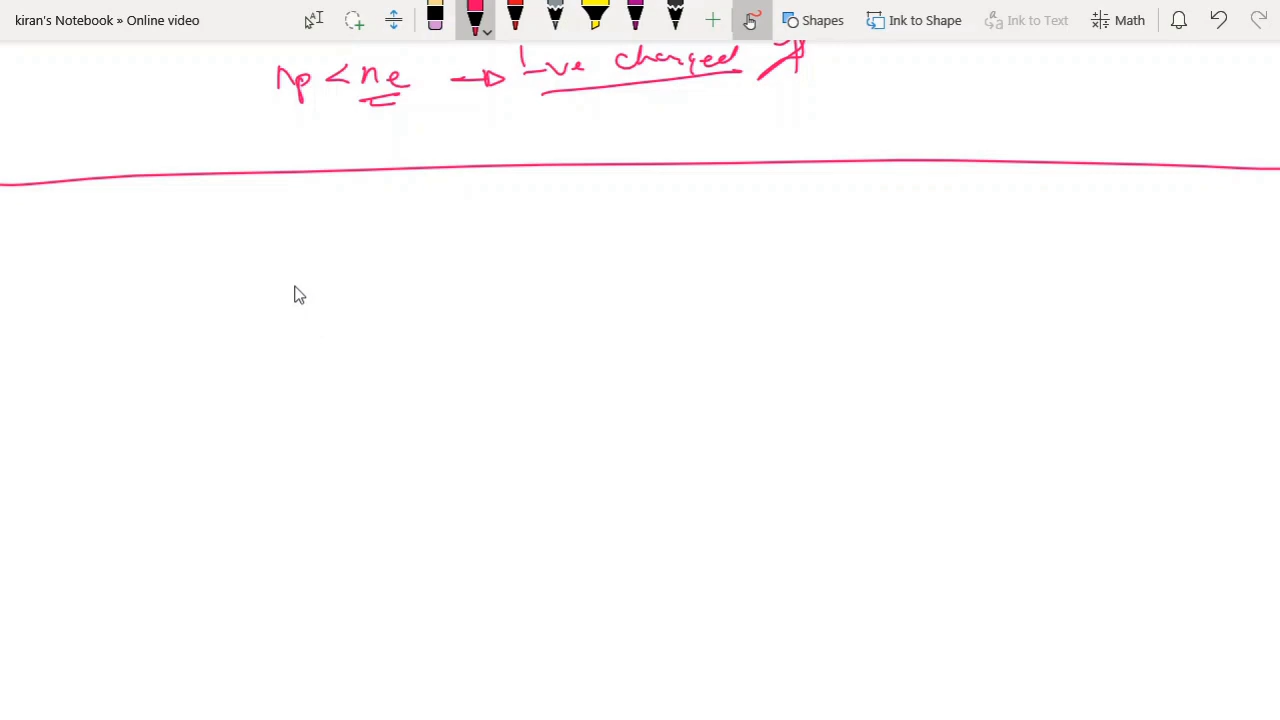 kiran's Notebook » Online video
Shapes
Ink to Shape
Ink to Text
Math
np < ne → -ve charged